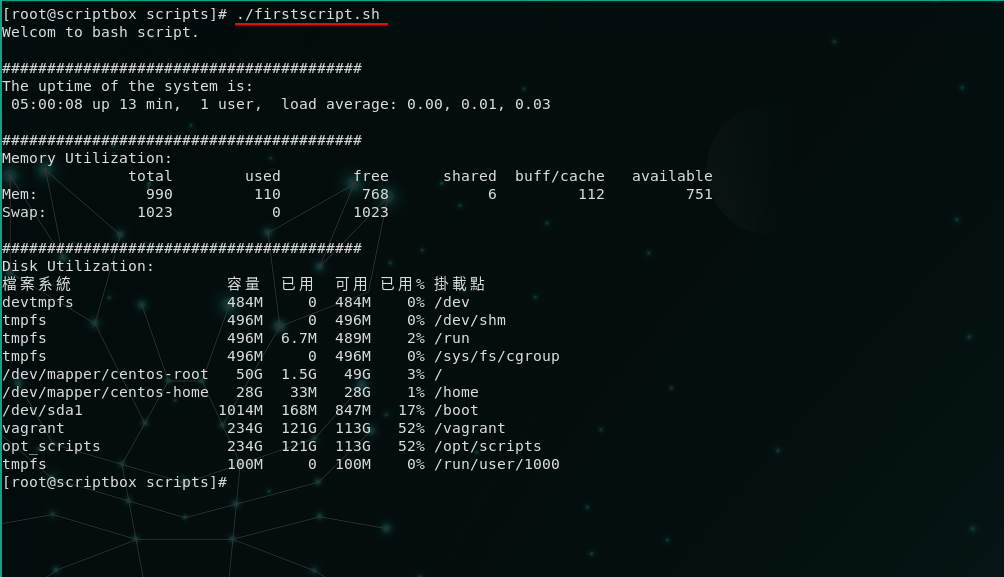 [root@scriptbox scripts]# ./firstscript.sh
Welcom to bash script.
########################################
The uptime of the system is:
 05:00:08 up 13 min,  1 user,  load average: 0.00, 0.01, 0.03
########################################
Memory Utilization:
              total        used        free      shared  buff/cache   available
Mem:            990         110         768           6         112         751
Swap:          1023           0        1023
########################################
Disk Utilization:
檔案系統                 容量  已用  可用 已用% 掛載點
devtmpfs                 484M     0  484M    0% /dev
tmpfs                    496M     0  496M    0% /dev/shm
tmpfs                    496M  6.7M  489M    2% /run
tmpfs                    496M     0  496M    0% /sys/fs/cgroup
/dev/mapper/centos-root   50G  1.5G   49G    3% /
/dev/mapper/centos-home   28G   33M   28G    1% /home
/dev/sda1               1014M  168M  847M   17% /boot
vagrant                  234G  121G  113G   52% /vagrant
opt_scripts              234G  121G  113G   52% /opt/scripts
tmpfs                    100M     0  100M    0% /run/user/1000
[root@scriptbox scripts]#